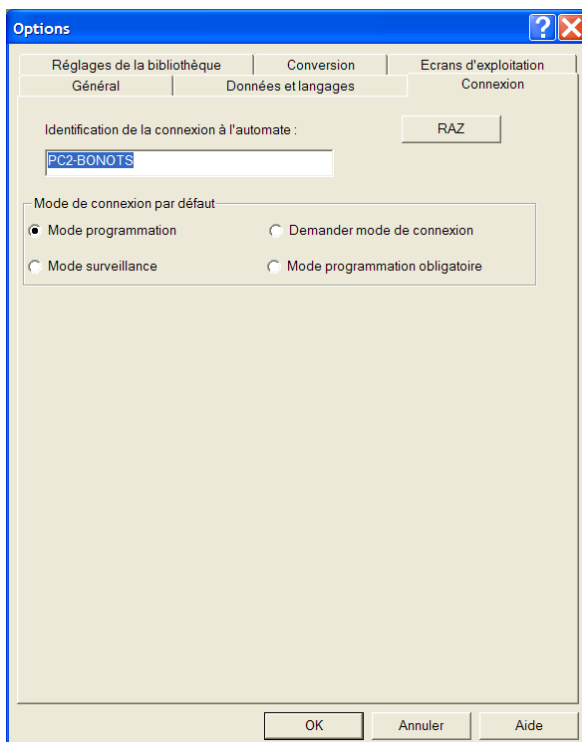 Options
Réglages de la bibliothèque Conversion Ecrans d'exploitation
Général Données et langages Connexion
Identification de la connexion à l'automate : RAZ
PC2-BONOTS
Mode de connexion par défaut
Mode programmation Demander mode de connexion
Mode surveillance Mode programmation obligatoire
OK Annuler Aide